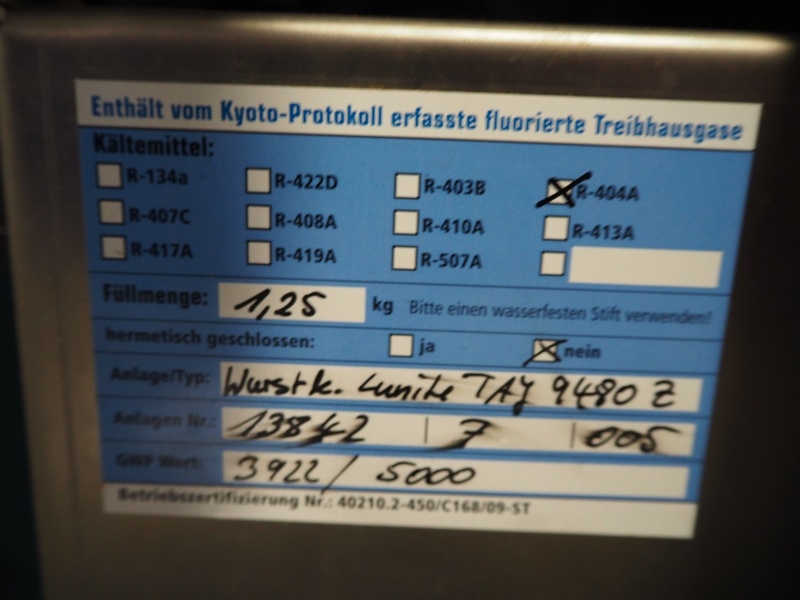 Enthält vom Kyoto-Protokoll erfasste fluorierte Treibhausgase
Kältemittel:
R-134a R-422D R-403B R-404A
R-407C R-408A R-410A R-413A
R-417A R-419A R-507A
Füllmenge: 1,25 kg Bitte einen wasserfesten Stift verwenden!
hermetisch geschlossen: ja nein
Anlage/Typ: Wurstk. TAY 9480 Z
Anlagen Nr.: 13842 | 7 | 005
GWP Wert: 3922 / 5000
Betriebszertifizierung Nr.: 40210.2-450/C168/09-ST